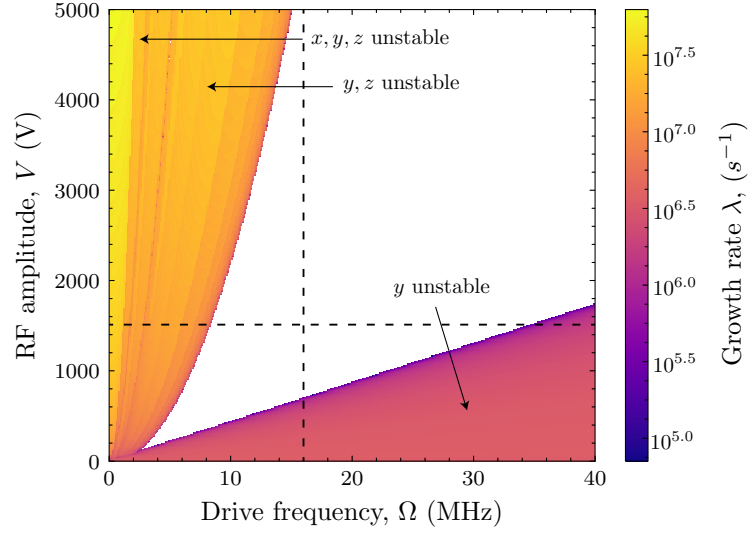 5000
4000
3000
2000
1000
0
RF amplitude, V (V)
x, y, z unstable
y, z unstable
y unstable
0 10 20 30 40
Drive frequency, Ω (MHz)
10^7.5
10^7.0
10^6.5
10^6.0
10^5.5
10^5.0
Growth rate λ, (s^−1)